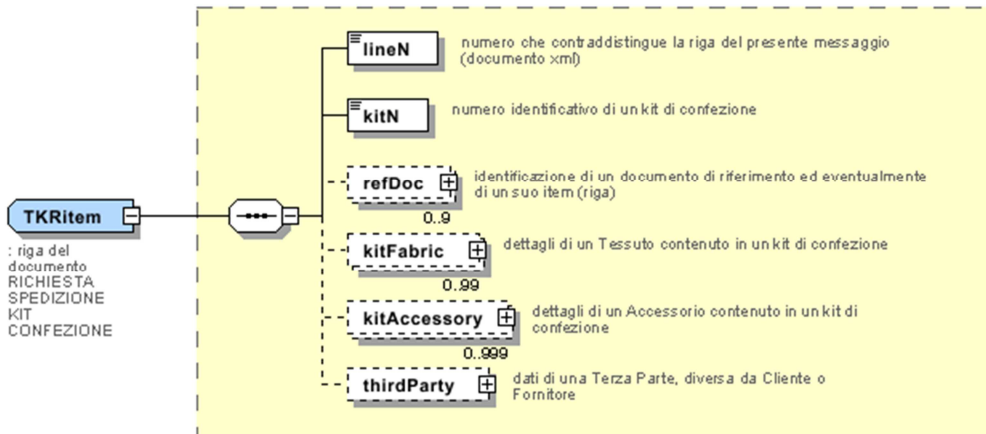 lineN
numero che contraddistingue la riga del presente messaggio
(documento xml)
kitN
numero identificativo di un kit di confezione
refDoc
identificazione di un documento di riferimento ed eventualmente
di un suo item (riga)
0..9
TKRitem
: riga del
documento
RICHIESTA
SPEDIZIONE
KIT
CONFEZIONE
kitFabric
dettagli di un Tessuto contenuto in un kit di confezione
0..99
kitAccessory
dettagli di un Accessorio contenuto in un kit di
confezione
0..999
thirdParty
dati di una Terza Parte, diversa da Cliente o
Fornitore